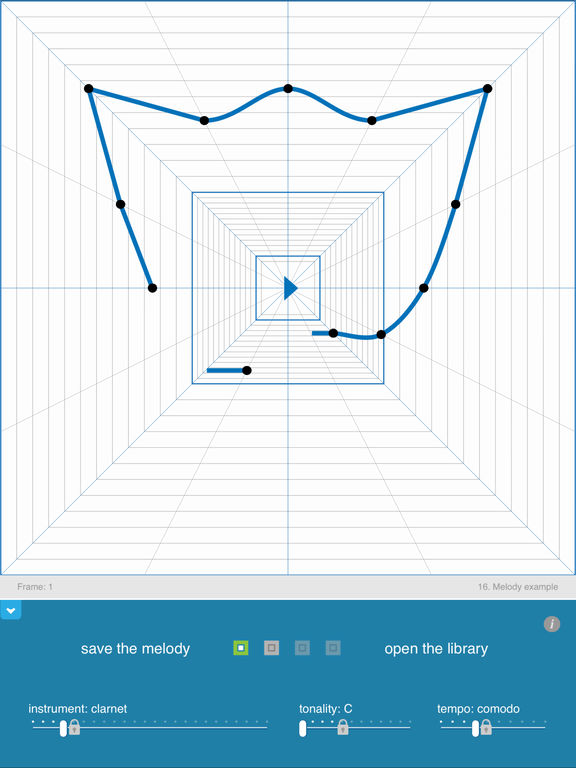 Frame: 1
16. Melody example
i
save the melody
open the library
instrument: clarnet
tonality: C
tempo: comodo